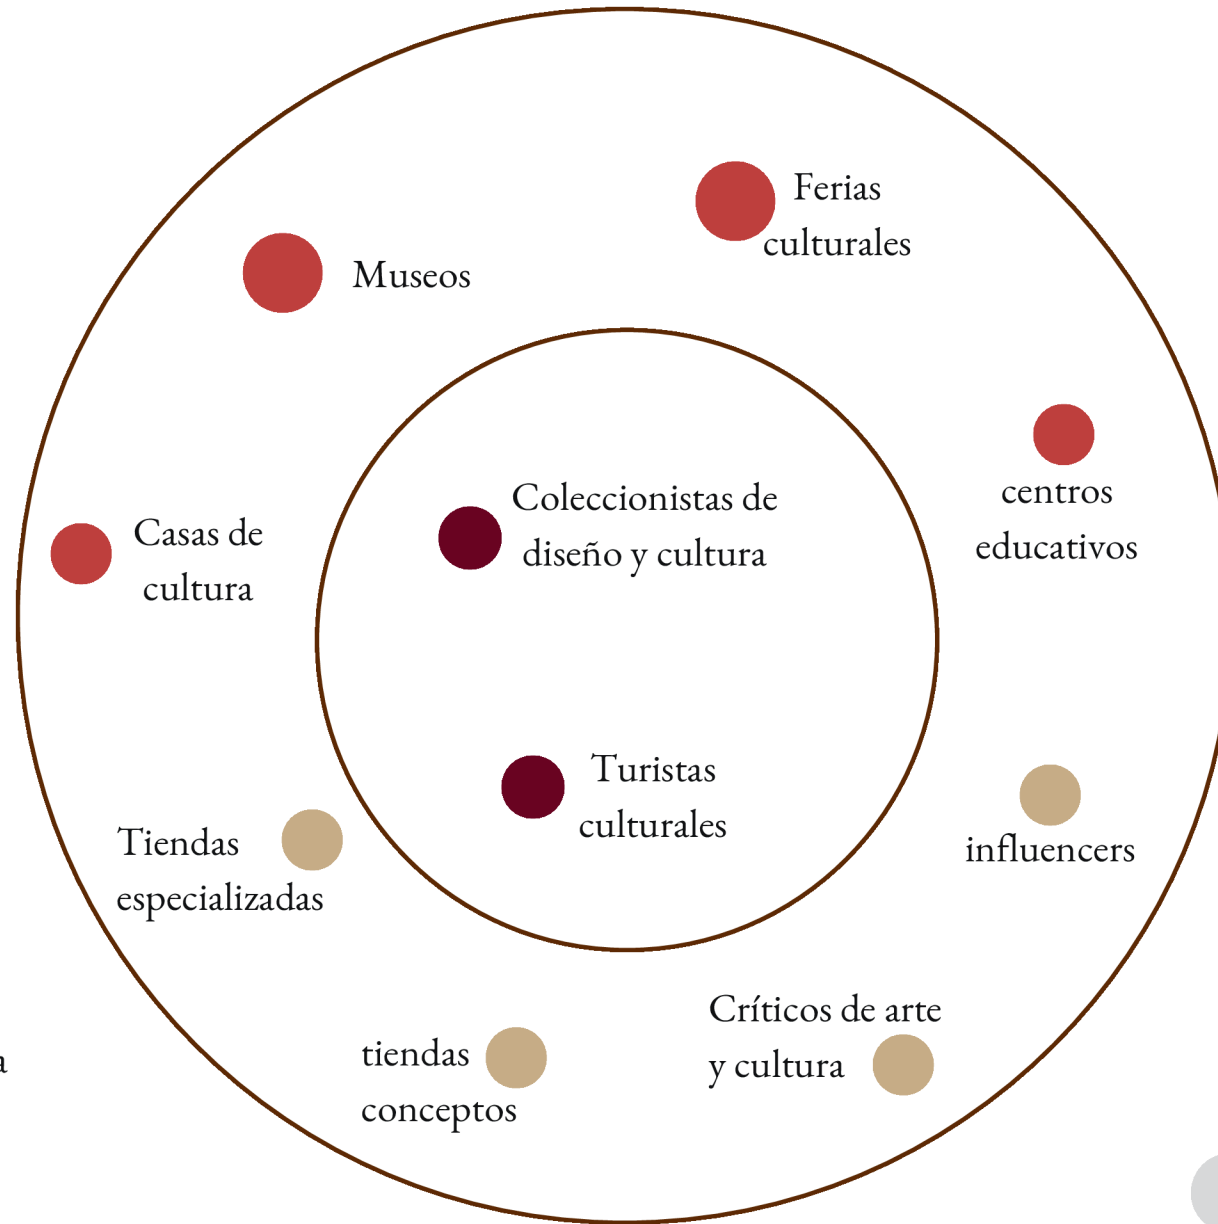 Ferias
culturales
Museos
centros
educativos
Coleccionistas de
diseño y cultura
Casas de
cultura
Turistas
culturales
Tiendas
especializadas
influencers
Críticos de arte
y cultura
tiendas
conceptos
a